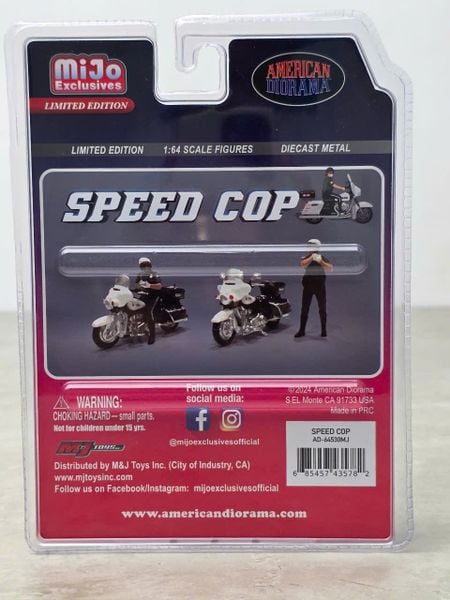 MiJo
Exclusives
LIMITED EDITION
AMERICAN
DIORAMA
LIMITED EDITION 1:64 SCALE FIGURES DIECAST METAL
SPEED COP
Follow us on
social media:
@mijoexclusivesofficial
WARNING:
CHOKING HAZARD — small parts.
Not for children under 15 yrs.
©2024 American Diorama
S EL Monte CA 91733 USA
Made in PRC
SPEED COP
AD-64530MJ
6 85457 43578 2
MJ TOYS INC.
Distributed by M&J Toys Inc. (City of Industry, CA)
www.mjtoysinc.com
Follow us on Facebook/Instagram: mijoexclusivesofficial
www.americandiorama.com